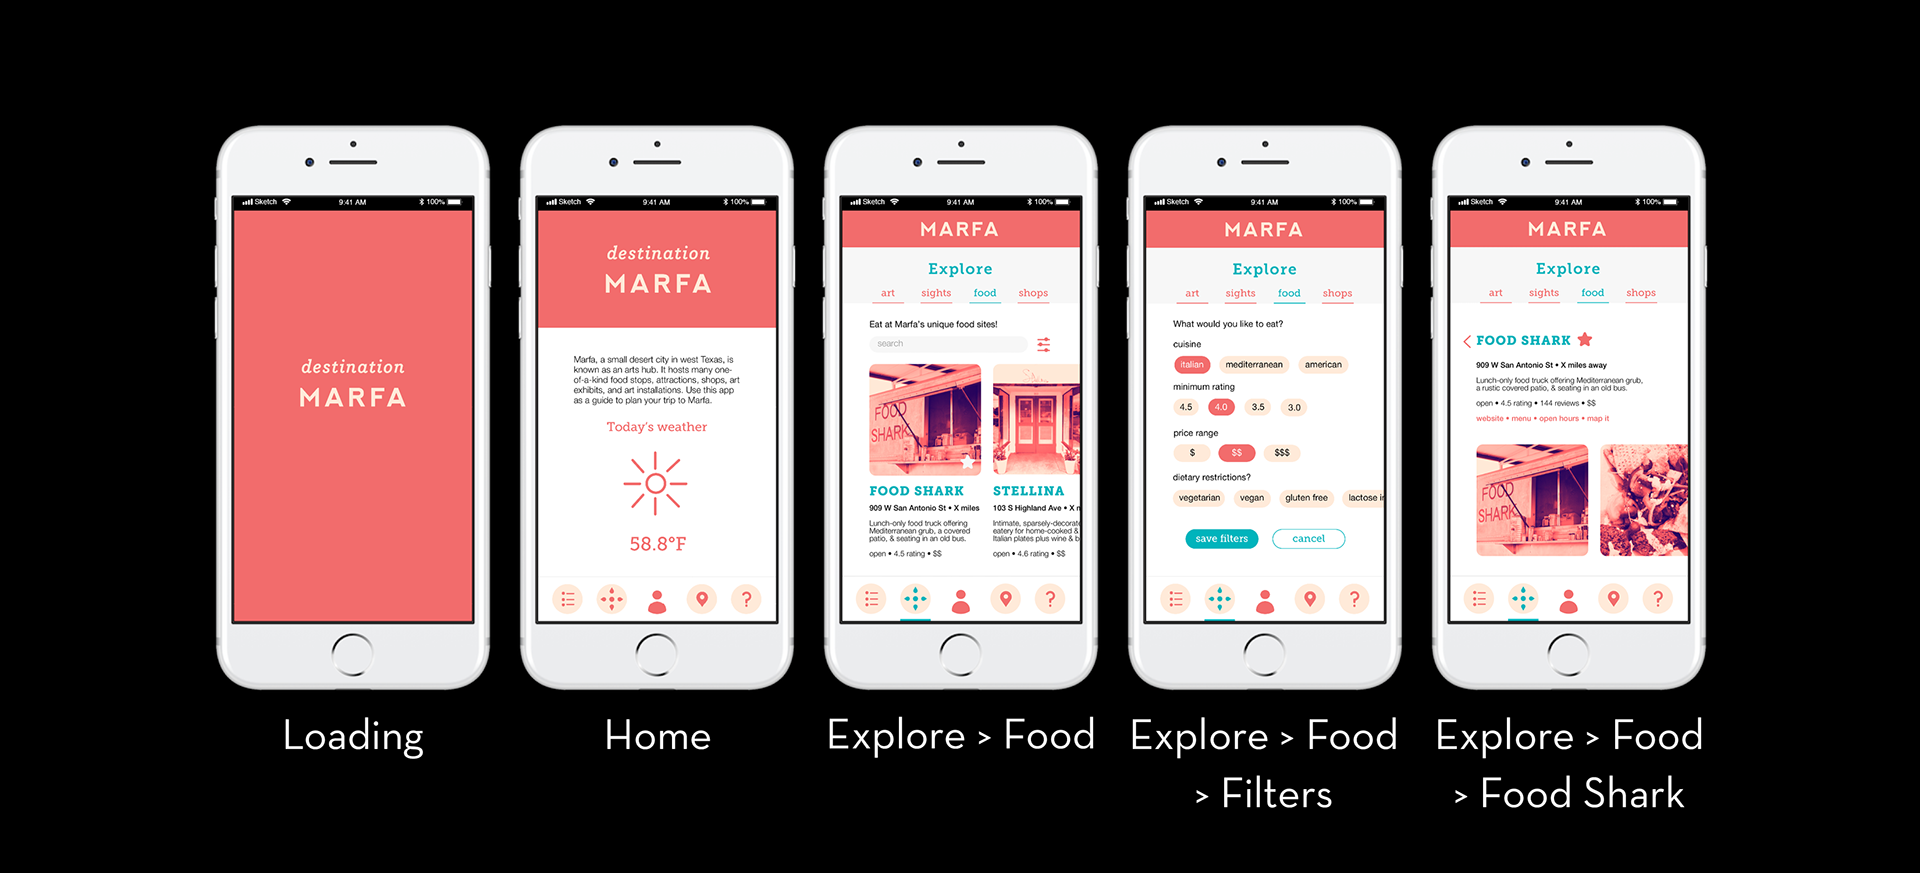 Sketch 9:41 AM 100%
destination
MARFA
Loading
Sketch 9:41 AM 100%
destination
MARFA
Marfa, a small desert city in west Texas, is
known as an arts hub. It hosts many one-
of-a-kind food stops, attractions, shops, art
exhibits, and art installations. Use this app
as a guide to plan your trip to Marfa.
Today's weather
58.8°F
?
Home
Sketch 9:41 AM 100%
MARFA
Explore
art sights food shops
Eat at Marfa's unique food sites!
search
FOOD
SHARK
FOOD SHARK
909 W San Antonio St • X miles
Lunch-only food truck offering
Mediterranean grub, a covered
patio, & seating in an old bus.
open • 4.5 rating • $$
STELLINA
103 S Highland Ave • X m
Intimate, sparsely-decorate
eatery for home-cooked &
Italian plates plus wine & b
open • 4.6 rating • $$
?
Explore > Food
Sketch 9:41 AM 100%
MARFA
Explore
art sights food shops
What would you like to eat?
cuisine
italian mediterranean american
minimum rating
4.5 4.0 3.5 3.0
price range
$ $$ $$$
dietary restrictions?
vegetarian vegan gluten free lactose in
save filters cancel
?
Explore > Food
> Filters
Sketch 9:41 AM 100%
MARFA
Explore
art sights food shops
FOOD SHARK
909 W San Antonio St • X miles away
Lunch-only food truck offering Mediterranean grub,
a rustic covered patio, & seating in an old bus.
open • 4.5 rating • 144 reviews • $$
website • menu • open hours • map it
FOOD
SHARK
?
Explore > Food
> Food Shark